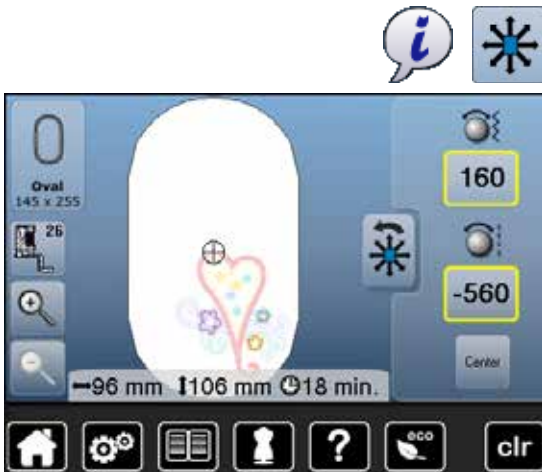 i
Oval
145 x 255
26
160
-560
Center
96 mm 106 mm 18 min.
?
eco
clr